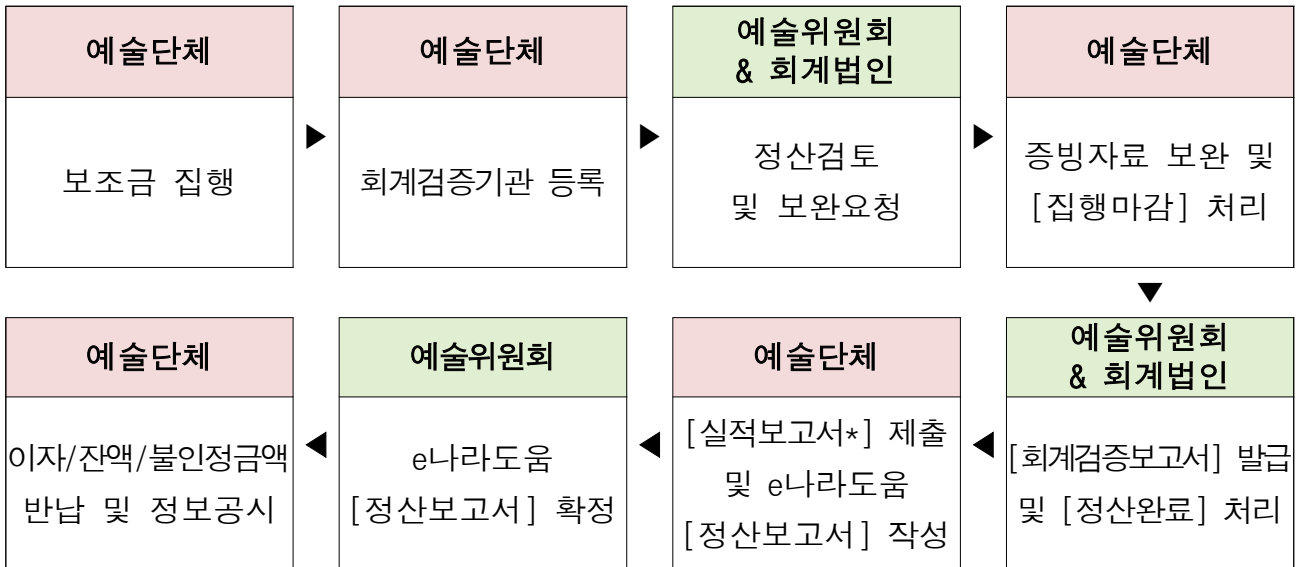 예술단체
보조금 집행
▶
예술단체
회계검증기관 등록
▶
예술위원회
& 회계법인
정산검토
및 보완요청
▶
예술단체
증빙자료 보완 및
[집행마감] 처리
▼
예술위원회
& 회계법인
[회계검증보고서] 발급
및 [정산완료] 처리
◀
예술단체
[실적보고서*] 제출
및 e나라도움
[정산보고서] 작성
◀
예술위원회
e나라도움
[정산보고서] 확정
◀
예술단체
이자/잔액/불인정금액
반납 및 정보공시